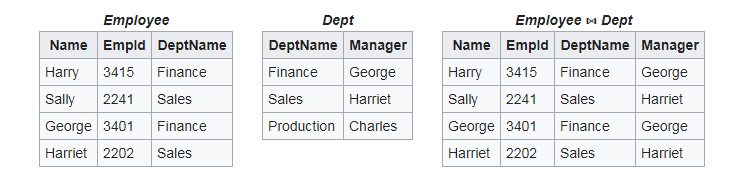 Employee
Name EmpId DeptName
Harry 3415 Finance
Sally 2241 Sales
George 3401 Finance
Harriet 2202 Sales
Dept
DeptName Manager
Finance George
Sales Harriet
Production Charles
Employee ⋈ Dept
Name EmpId DeptName Manager
Harry 3415 Finance George
Sally 2241 Sales Harriet
George 3401 Finance George
Harriet 2202 Sales Harriet